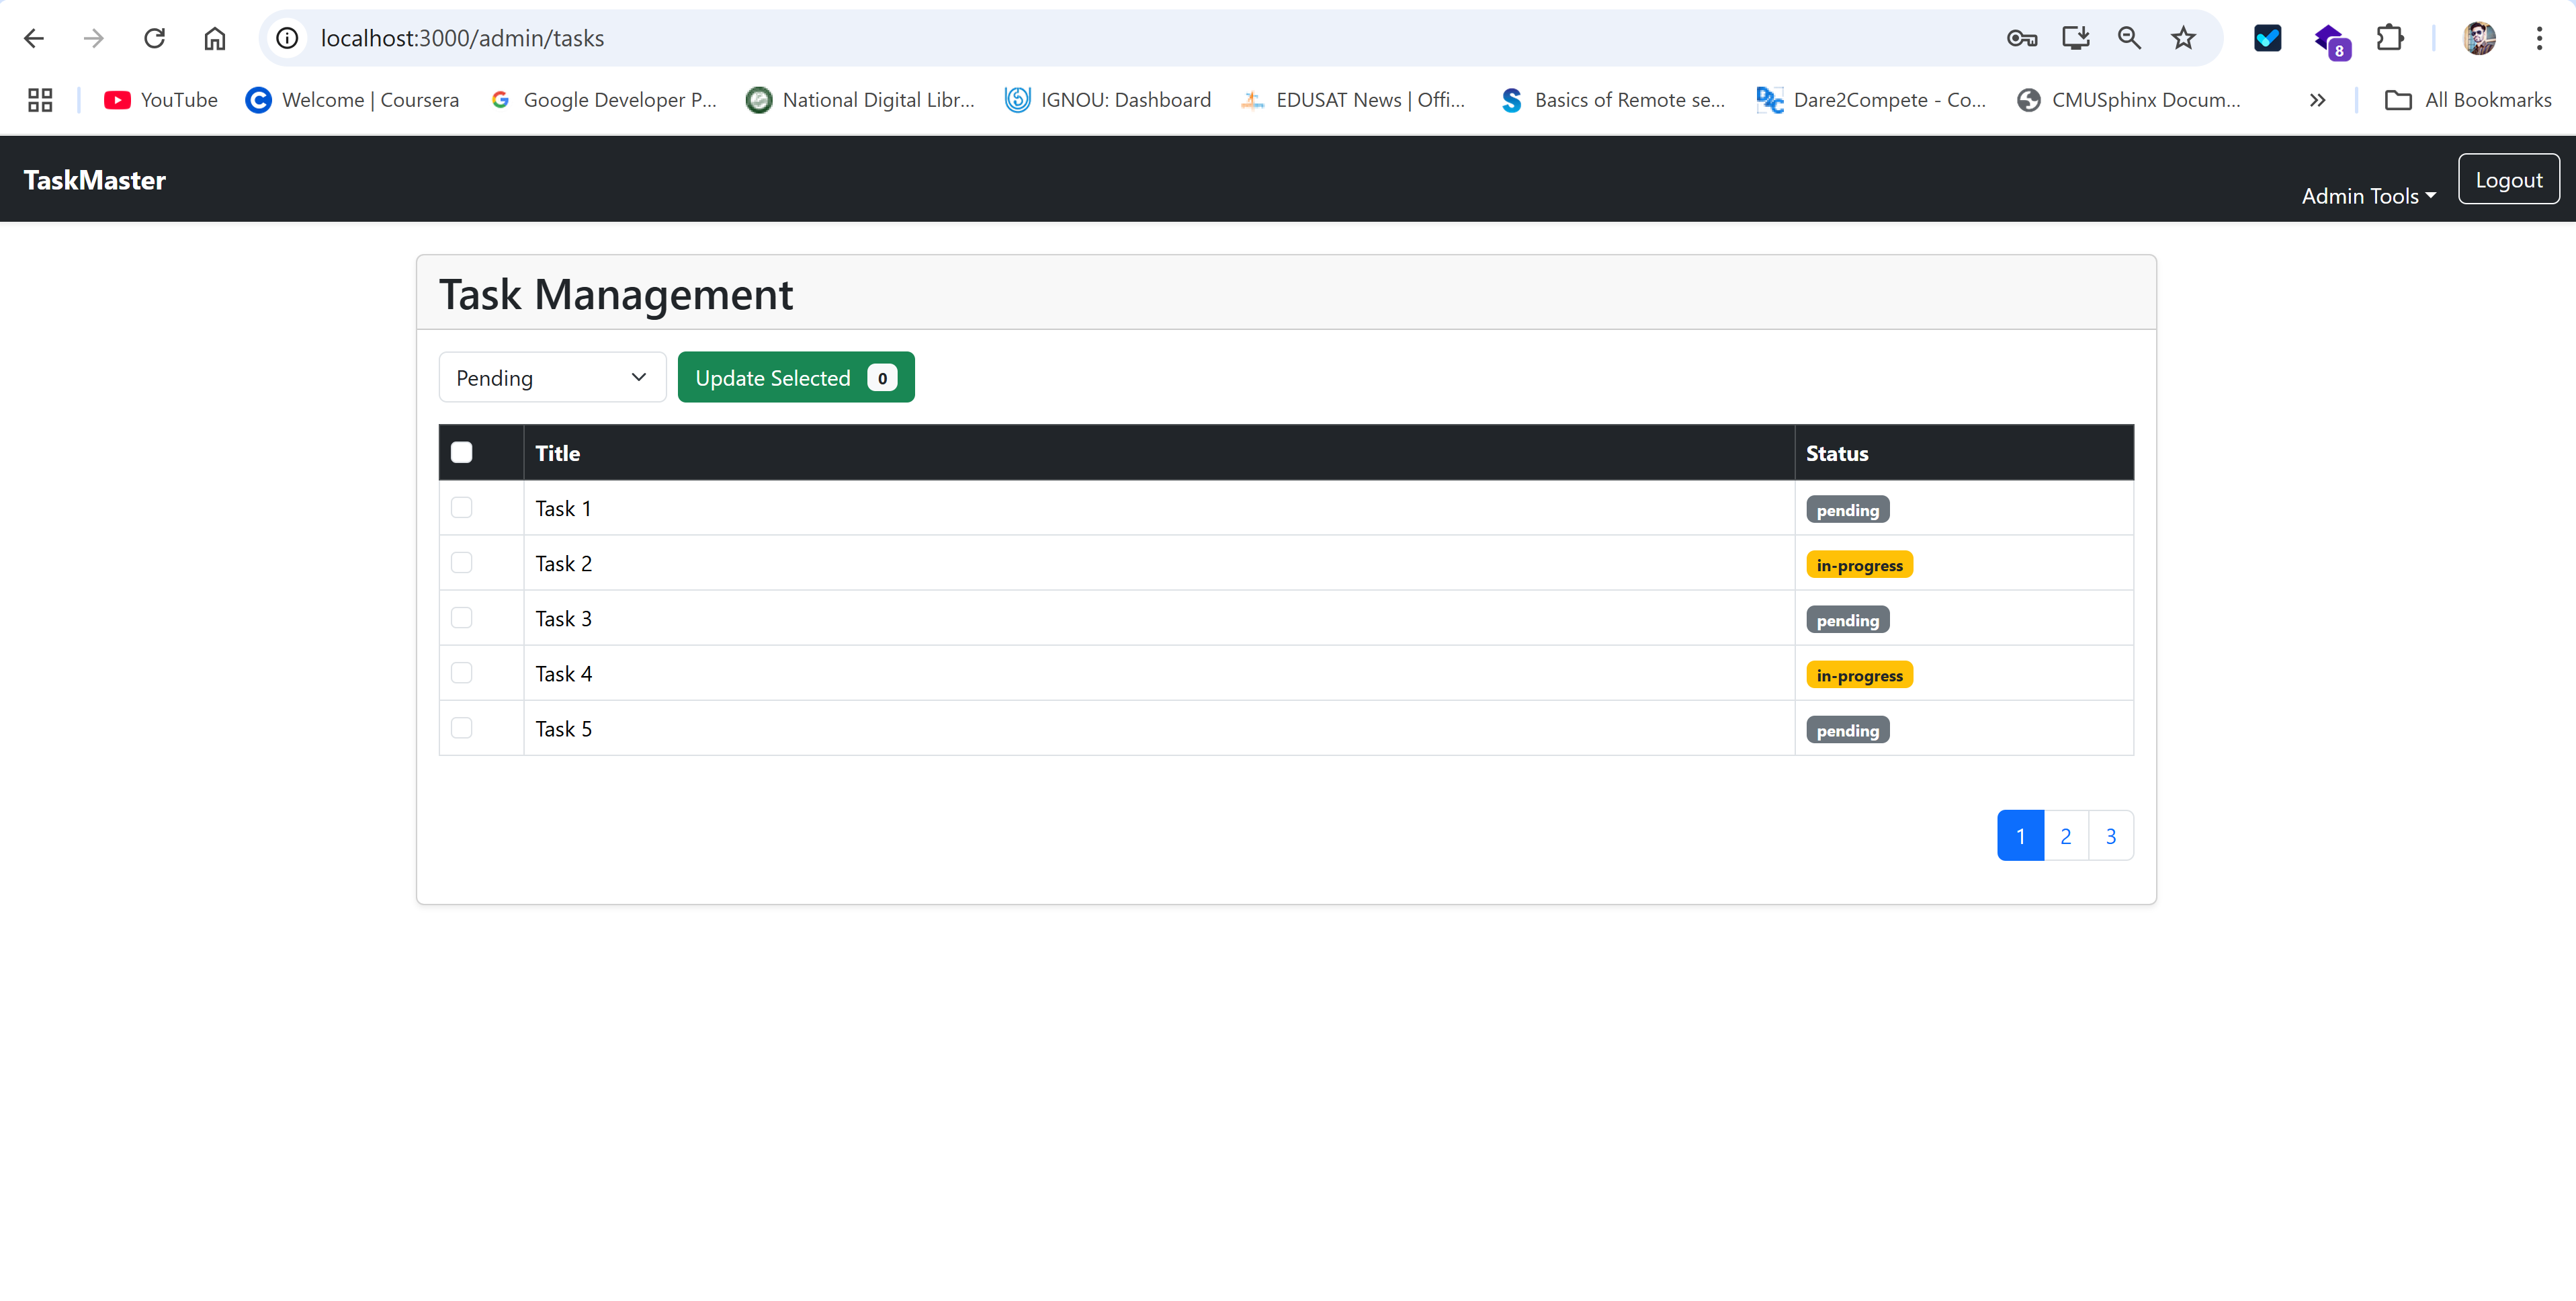 localhost:3000/admin/tasks
8
YouTube
Welcome | Coursera
Google Developer P...
National Digital Libr...
IGNOU: Dashboard
EDUSAT News | Offi...
Basics of Remote se...
Dare2Compete - Co...
CMUSphinx Docum...
All Bookmarks
TaskMaster
Admin Tools
Logout
Task Management
Pending
Update Selected 0
Title Status
Task 1 pending
Task 2 in-progress
Task 3 pending
Task 4 in-progress
Task 5 pending
1 2 3